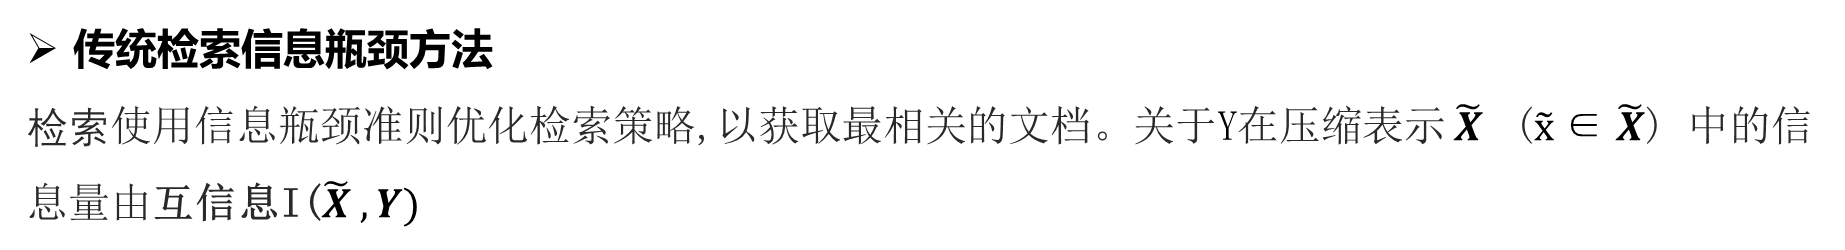 ➢ 传统检索信息瓶颈方法
检索使用信息瓶颈准则优化检索策略,以获取最相关的文档。关于Y在压缩表示X̃ (x̃ ∈ X̃) 中的信
息量由互信息I(X̃,Y)